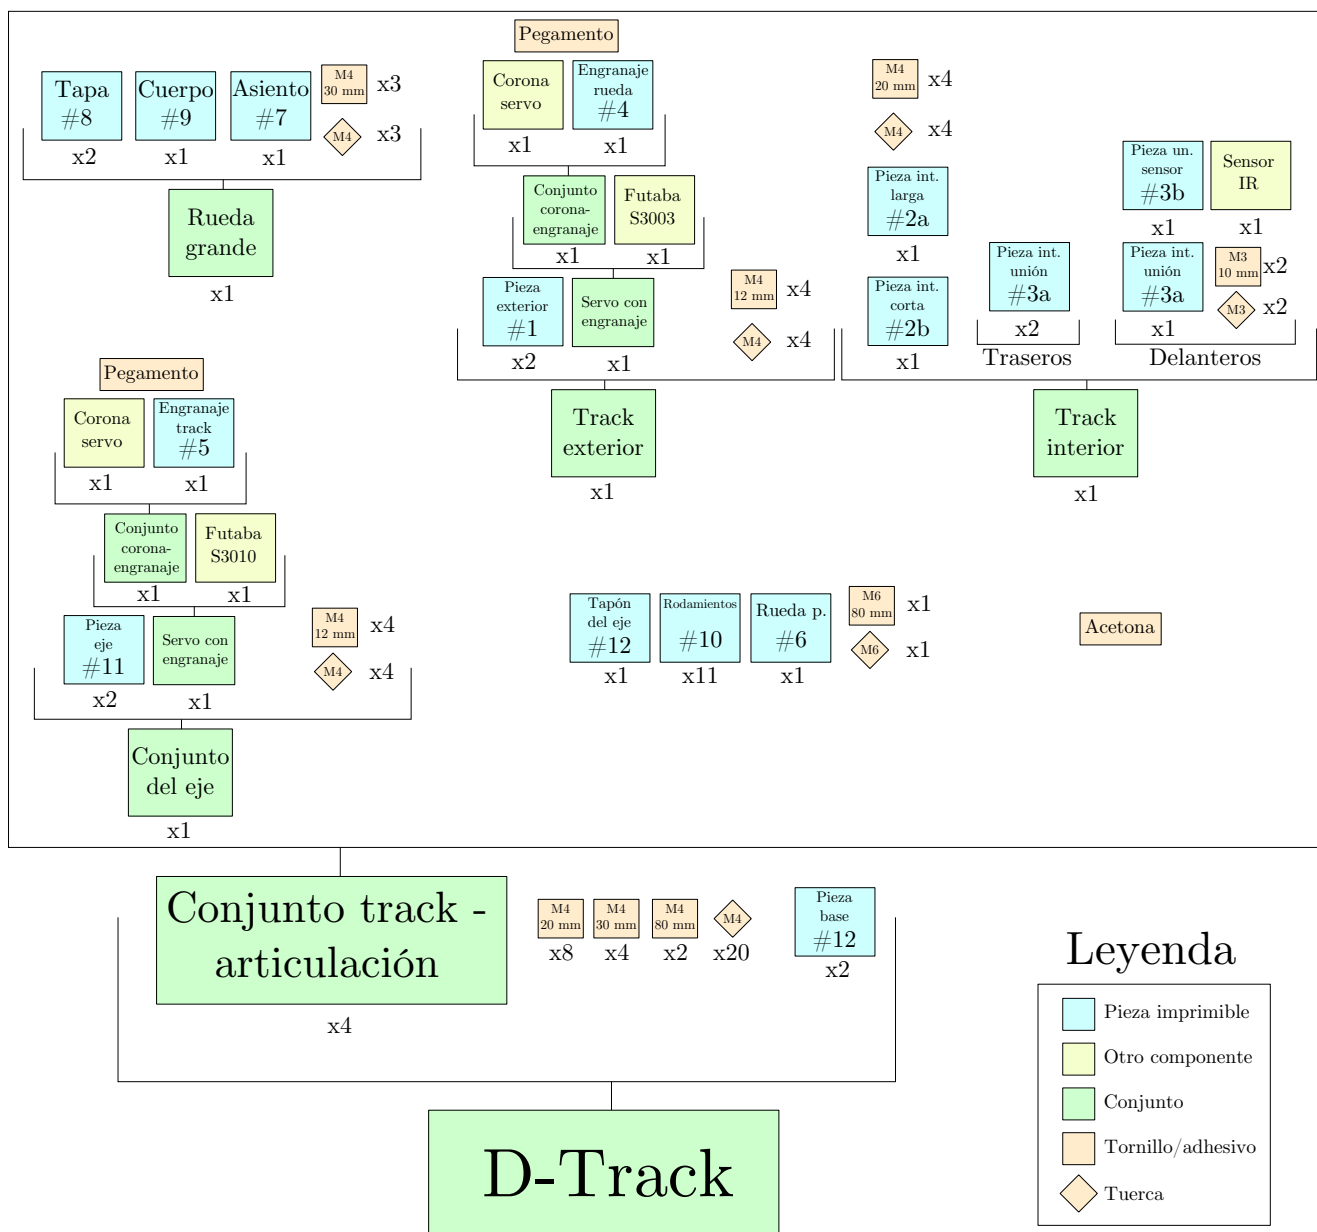 Pegamento
Tapa
#8
x2
Cuerpo
#9
x1
Asiento
#7
x1
M4
30 mm
x3
M4
x3
Rueda
grande
x1
Corona
servo
x1
Engranaje
rueda
#4
x1
Conjunto
corona-
engranaje
x1
Futaba
S3003
x1
Pieza
exterior
#1
x2
Servo con
engranaje
x1
M4
12 mm
x4
M4
x4
Track
exterior
x1
M4
20 mm
x4
M4
x4
Pieza int.
larga
#2a
x1
Pieza int.
corta
#2b
x1
Pieza int.
unión
#3a
x2
Traseros
Pieza un.
sensor
#3b
x1
Sensor
IR
x1
Pieza int.
unión
#3a
x1
M3
10 mm
x2
M3
x2
Delanteros
Track
interior
x1
Pegamento
Corona
servo
x1
Engranaje
track
#5
x1
Conjunto
corona-
engranaje
x1
Futaba
S3010
x1
Pieza
eje
#11
x2
Servo con
engranaje
x1
M4
12 mm
x4
M4
x4
Conjunto
del eje
x1
Tapón
del eje
#12
x1
Rodamientos
#10
x11
Rueda p.
#6
x1
M6
80 mm
x1
M6
x1
Acetona
Conjunto track -
articulación
x4
M4
20 mm
x8
M4
30 mm
x4
M4
80 mm
x2
M4
x20
Pieza
base
#12
x2
D-Track
Leyenda
Pieza imprimible
Otro componente
Conjunto
Tornillo/adhesivo
Tuerca